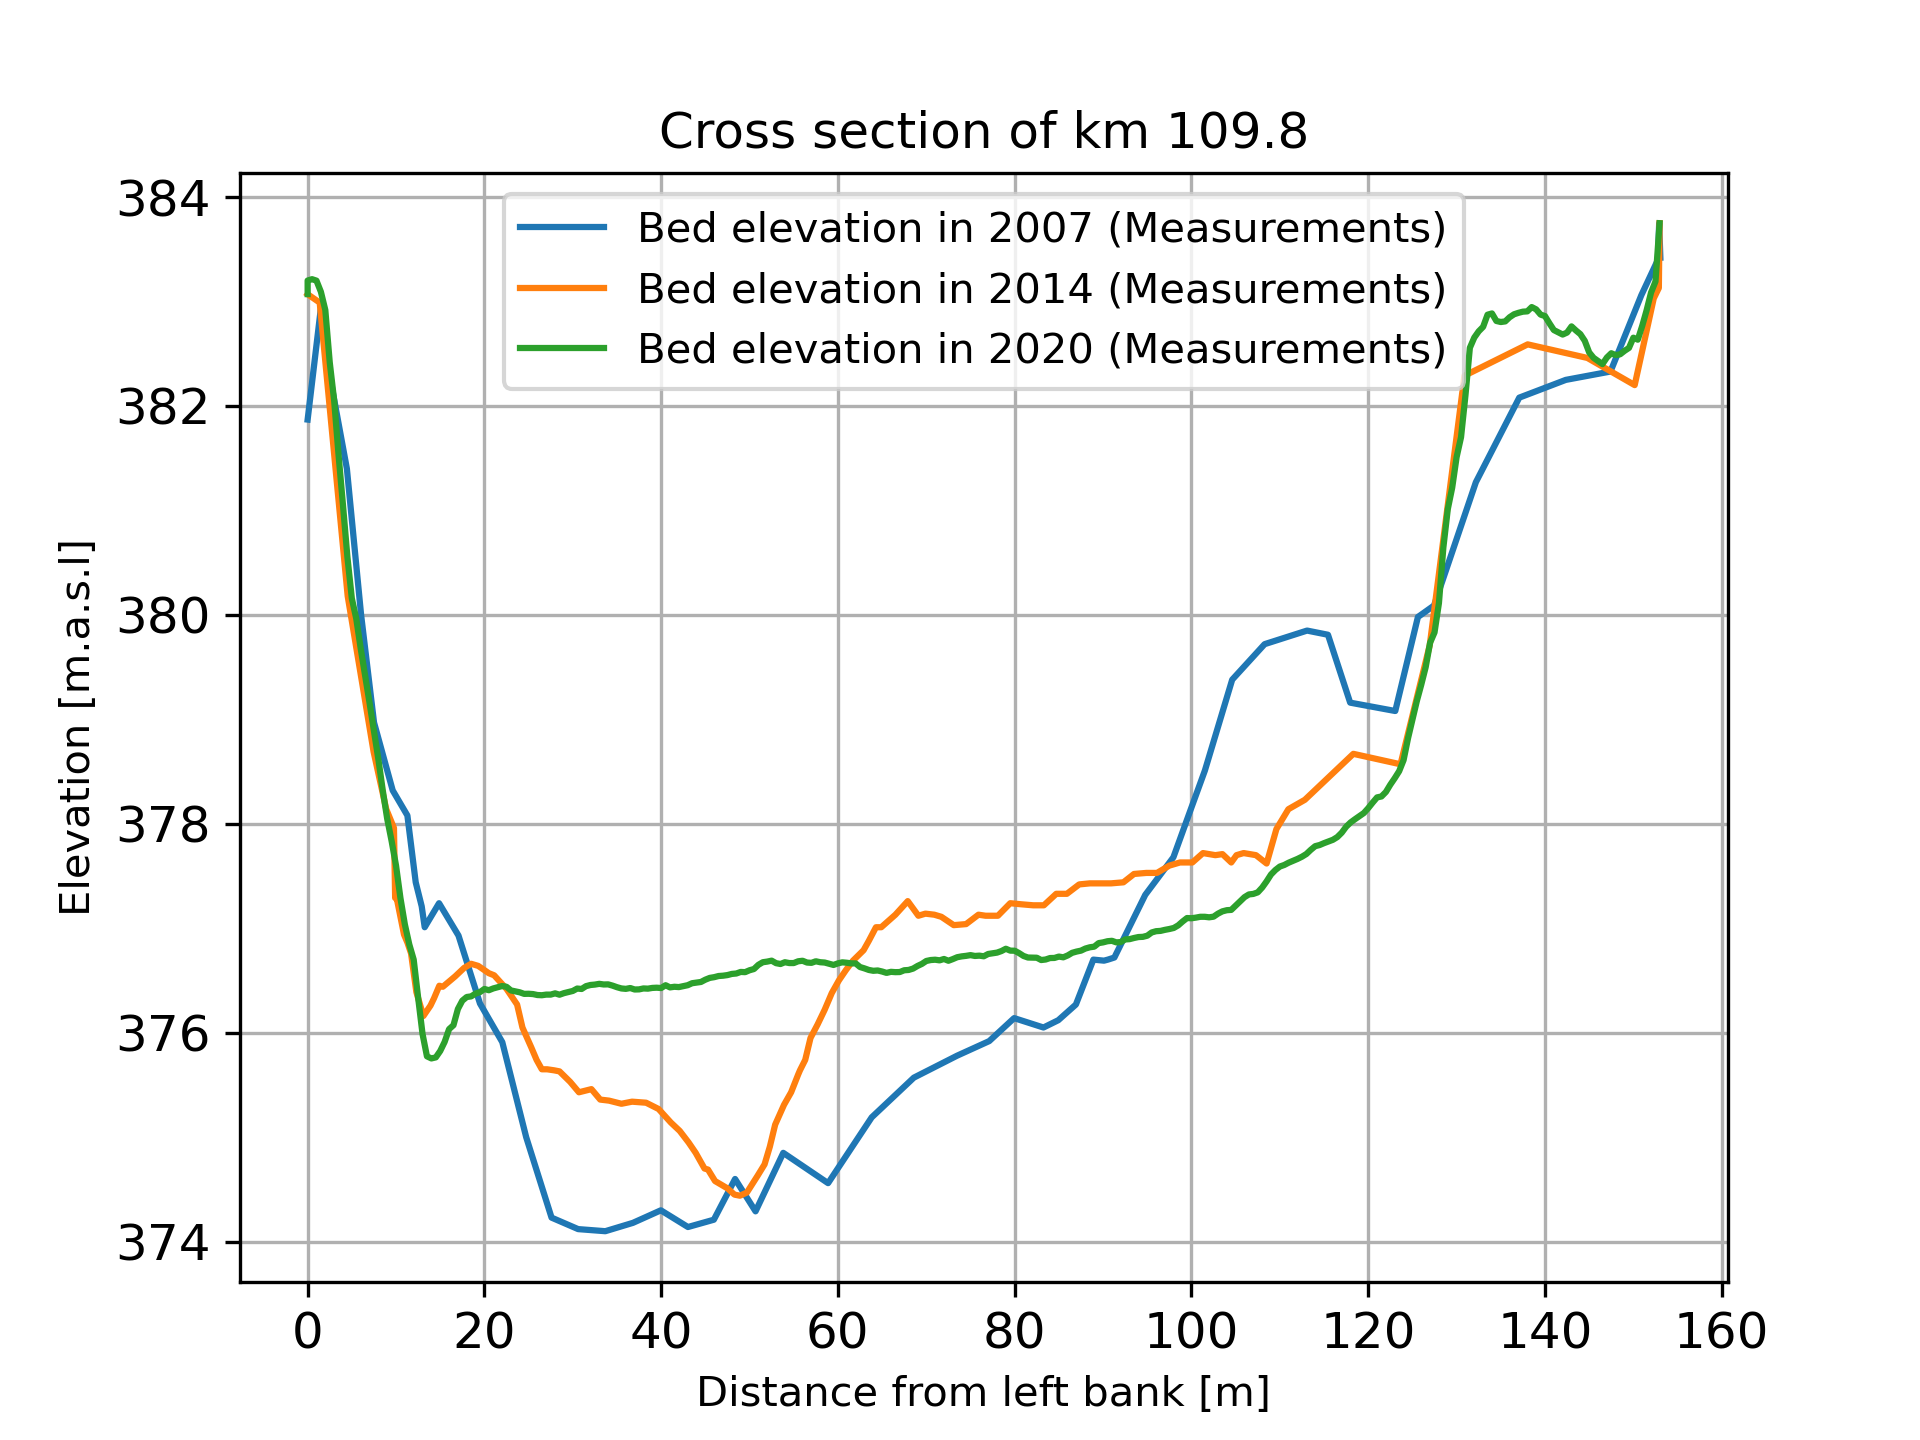 Cross section of km 109.8
Bed elevation in 2007 (Measurements)
Bed elevation in 2014 (Measurements)
Bed elevation in 2020 (Measurements)
Elevation [m.a.s.l]
384
382
380
378
376
374
0 20 40 60 80 100 120 140 160
Distance from left bank [m]